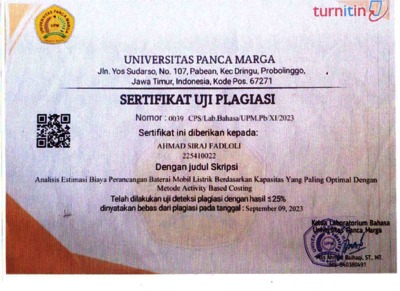 turnitin
UNIVERSITAS PANCA MARGA
Jln. Yos Sudarso, No. 107, Pabean, Kec Dringu, Probolinggo,
Jawa Timur, Indonesia, Kode Pos. 67271
SERTIFIKAT UJI PLAGIASI
Nomor : 0039 CPS/Lab.Bahasa/UPM.Pb/XI/2023
Sertifikat ini diberikan kepada:
AHMAD SIRAJ FADLOLI
225410022
Dengan judul Skripsi
Analisis Estimasi Biaya Perancangan Baterai Mobil Listrik Berdasarkan Kapasitas Yang Paling Optimal Dengan
Metode Activity Based Costing
Telah dilakukan uji deteksi plagiasi dengan hasil ≤25%
dinyatakan bebas dari plagiasi pada tanggal : September 09, 2023
Ketua Laboratorium Bahasa
Universitas Panca Marga
ST., MT.